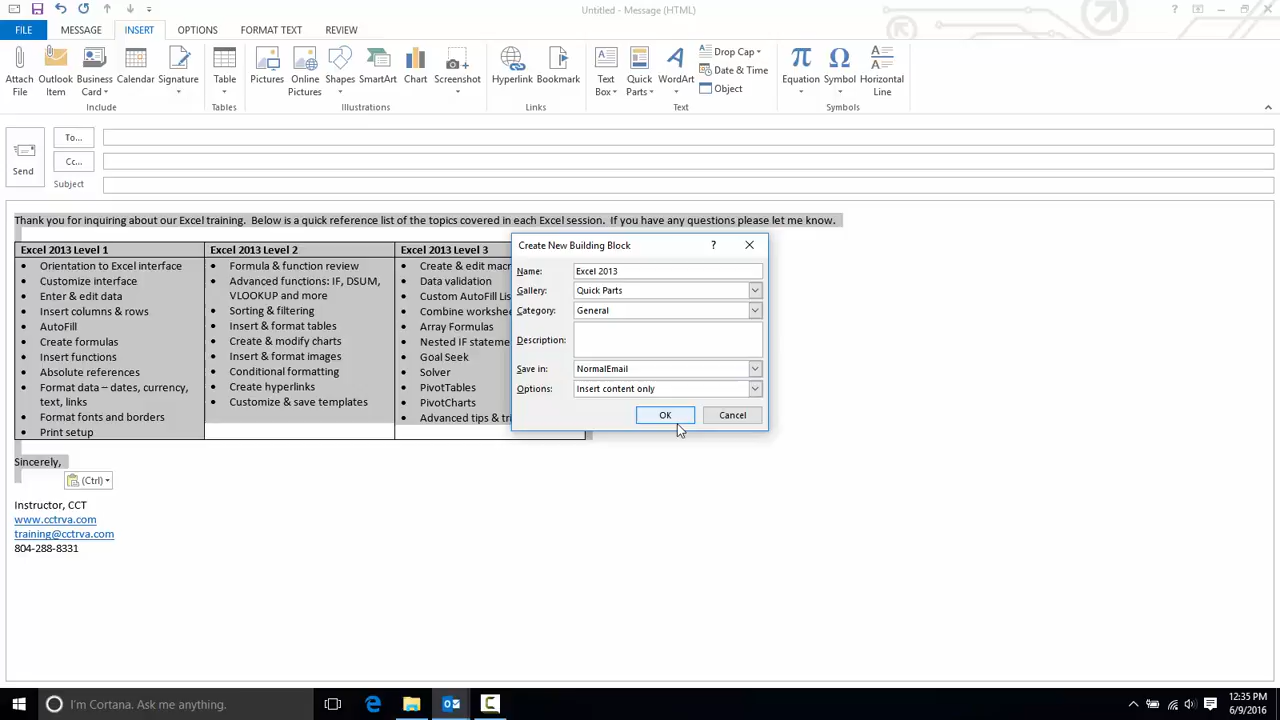 Untitled - Message (HTML)
FILE MESSAGE INSERT OPTIONS FORMAT TEXT REVIEW
Attach File
Outlook Item
Business Card
Calendar
Signature
Table
Pictures
Online Pictures
Shapes
SmartArt
Chart
Screenshot
Hyperlink
Bookmark
Text Box
Quick Parts
WordArt
Drop Cap
Date & Time
Object
Equation
Symbol
Horizontal Line
Include Tables Illustrations Links Text Symbols
To...
Cc...
Send
Subject
Thank you for inquiring about our Excel training. Below is a quick reference list of the topics covered in each Excel session. If you have any questions please let me know.
Excel 2013 Level 1
• Orientation to Excel interface
• Customize interface
• Enter & edit data
• Insert columns & rows
• AutoFill
• Create formulas
• Insert functions
• Absolute references
• Format data – dates, currency,
text, links
• Format fonts and borders
• Print setup
Excel 2013 Level 2
• Formula & function review
• Advanced functions: IF, DSUM,
VLOOKUP and more
• Sorting & filtering
• Insert & format tables
• Create & modify charts
• Insert & format images
• Conditional formatting
• Create hyperlinks
• Customize & save templates
Excel 2013 Level 3
• Create & edit macr
• Data validation
• Custom AutoFill Lis
• Combine workshee
• Array Formulas
• Nested IF stateme
• Goal Seek
• Solver
• PivotTables
• PivotCharts
• Advanced tips & tri
Create New Building Block ?
Name: Excel 2013
Gallery: Quick Parts
Category: General
Description:
Save in: NormalEmail
Options: Insert content only
OK Cancel
Sincerely,
(Ctrl)
Instructor, CCT
www.cctrva.com
training@cctrva.com
804-288-8331
I'm Cortana. Ask me anything.
12:35 PM
6/9/2016